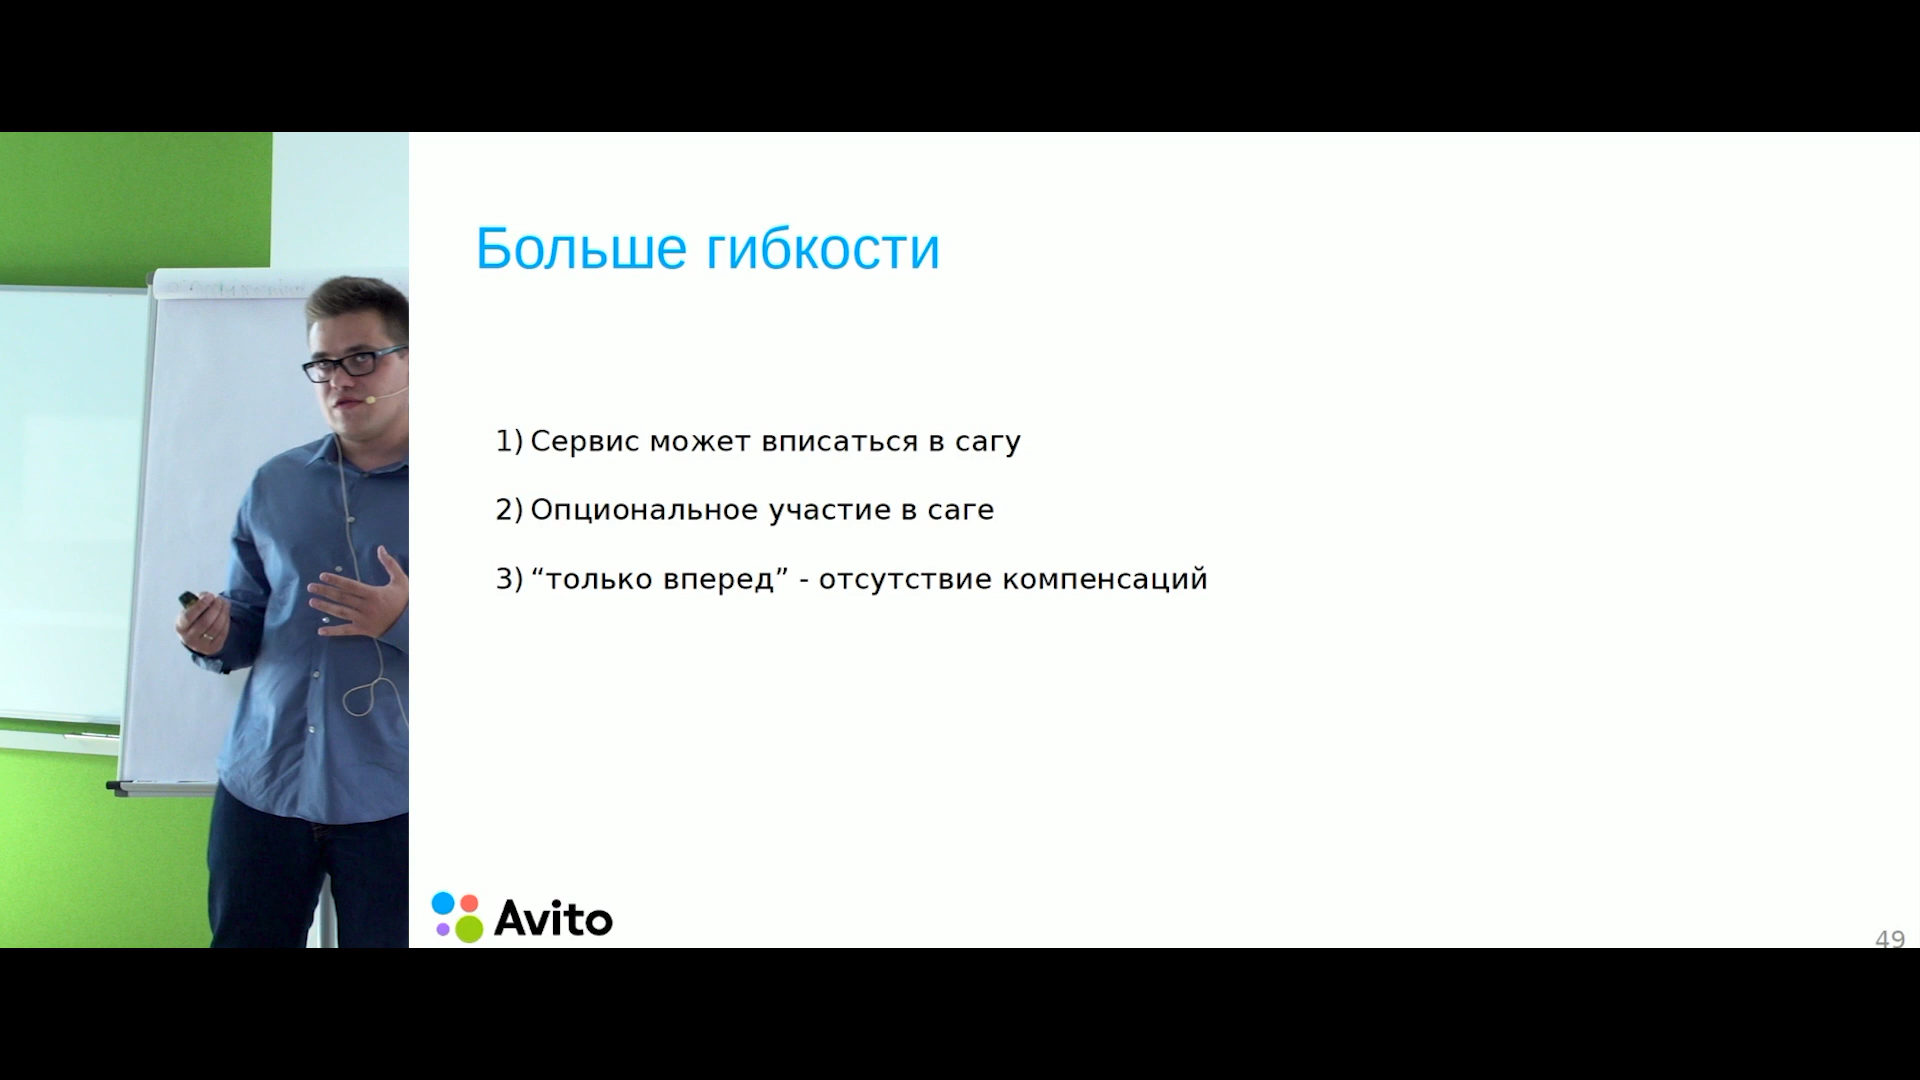 Больше гибкости
1) Сервис может вписаться в сагу
2) Опциональное участие в саге
3) “только вперед” - отсутствие компенсаций
Avito
49